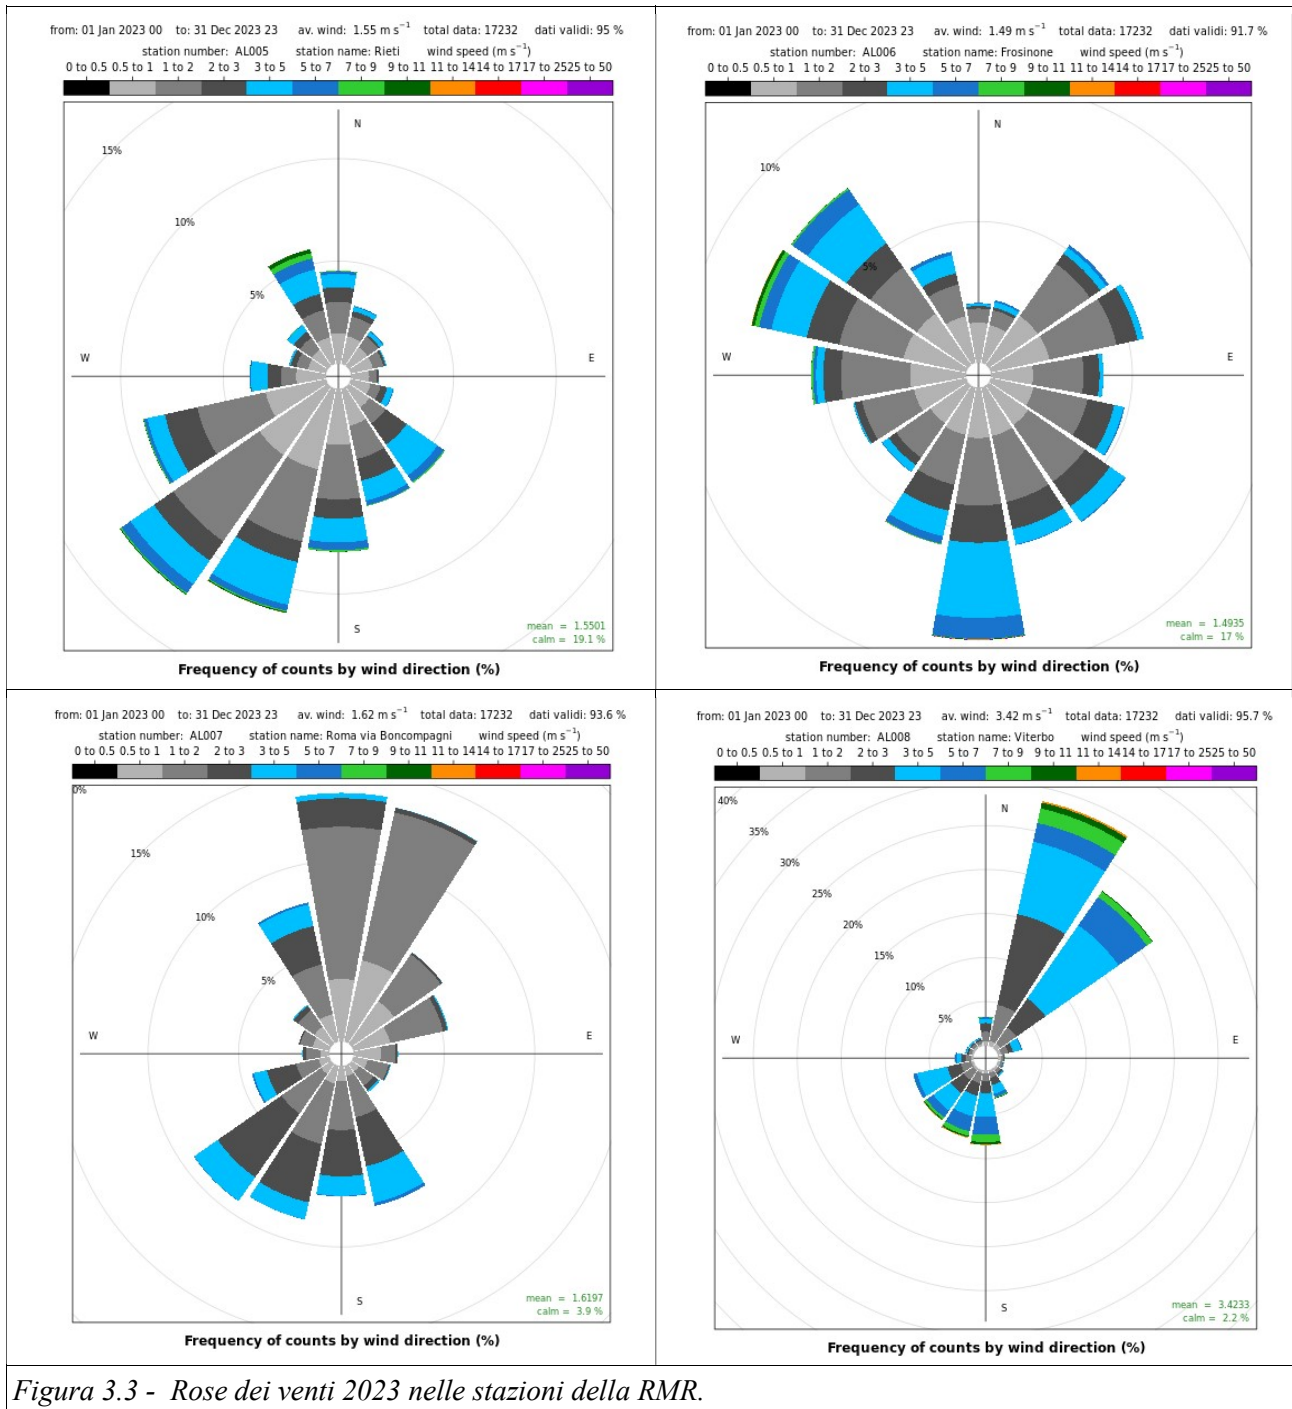 from: 01 Jan 2023 00 to: 31 Dec 2023 23 av. wind: 1.55 m s⁻¹ total data: 17232 dati validi: 95 %
station number: AL005 station name: Rieti wind speed (m s⁻¹)
0 to 0.5 0.5 to 1 1 to 2 2 to 3 3 to 5 5 to 7 7 to 9 9 to 11 11 to 14 14 to 17 17 to 25 25 to 50
N
15%
10%
5%
W
E
S
mean = 1.5501
calm = 19.1 %
Frequency of counts by wind direction (%)
from: 01 Jan 2023 00 to: 31 Dec 2023 23 av. wind: 1.49 m s⁻¹ total data: 17232 dati validi: 91.7 %
station number: AL006 station name: Frosinone wind speed (m s⁻¹)
0 to 0.5 0.5 to 1 1 to 2 2 to 3 3 to 5 5 to 7 7 to 9 9 to 11 11 to 14 14 to 17 17 to 25 25 to 50
N
10%
5%
W
E
S
mean = 1.4935
calm = 17 %
Frequency of counts by wind direction (%)
from: 01 Jan 2023 00 to: 31 Dec 2023 23 av. wind: 1.62 m s⁻¹ total data: 17232 dati validi: 93.6 %
station number: AL007 station name: Roma via Boncompagni wind speed (m s⁻¹)
0 to 0.5 0.5 to 1 1 to 2 2 to 3 3 to 5 5 to 7 7 to 9 9 to 11 11 to 14 14 to 17 17 to 25 25 to 50
0%
15%
10%
5%
W
E
S
mean = 1.6197
calm = 3.9 %
Frequency of counts by wind direction (%)
from: 01 Jan 2023 00 to: 31 Dec 2023 23 av. wind: 3.42 m s⁻¹ total data: 17232 dati validi: 95.7 %
station number: AL008 station name: Viterbo wind speed (m s⁻¹)
0 to 0.5 0.5 to 1 1 to 2 2 to 3 3 to 5 5 to 7 7 to 9 9 to 11 11 to 14 14 to 17 17 to 25 25 to 50
40%
N
35%
30%
25%
20%
15%
10%
5%
W
E
S
mean = 3.4233
calm = 2.2 %
Frequency of counts by wind direction (%)
Figura 3.3 - Rose dei venti 2023 nelle stazioni della RMR.